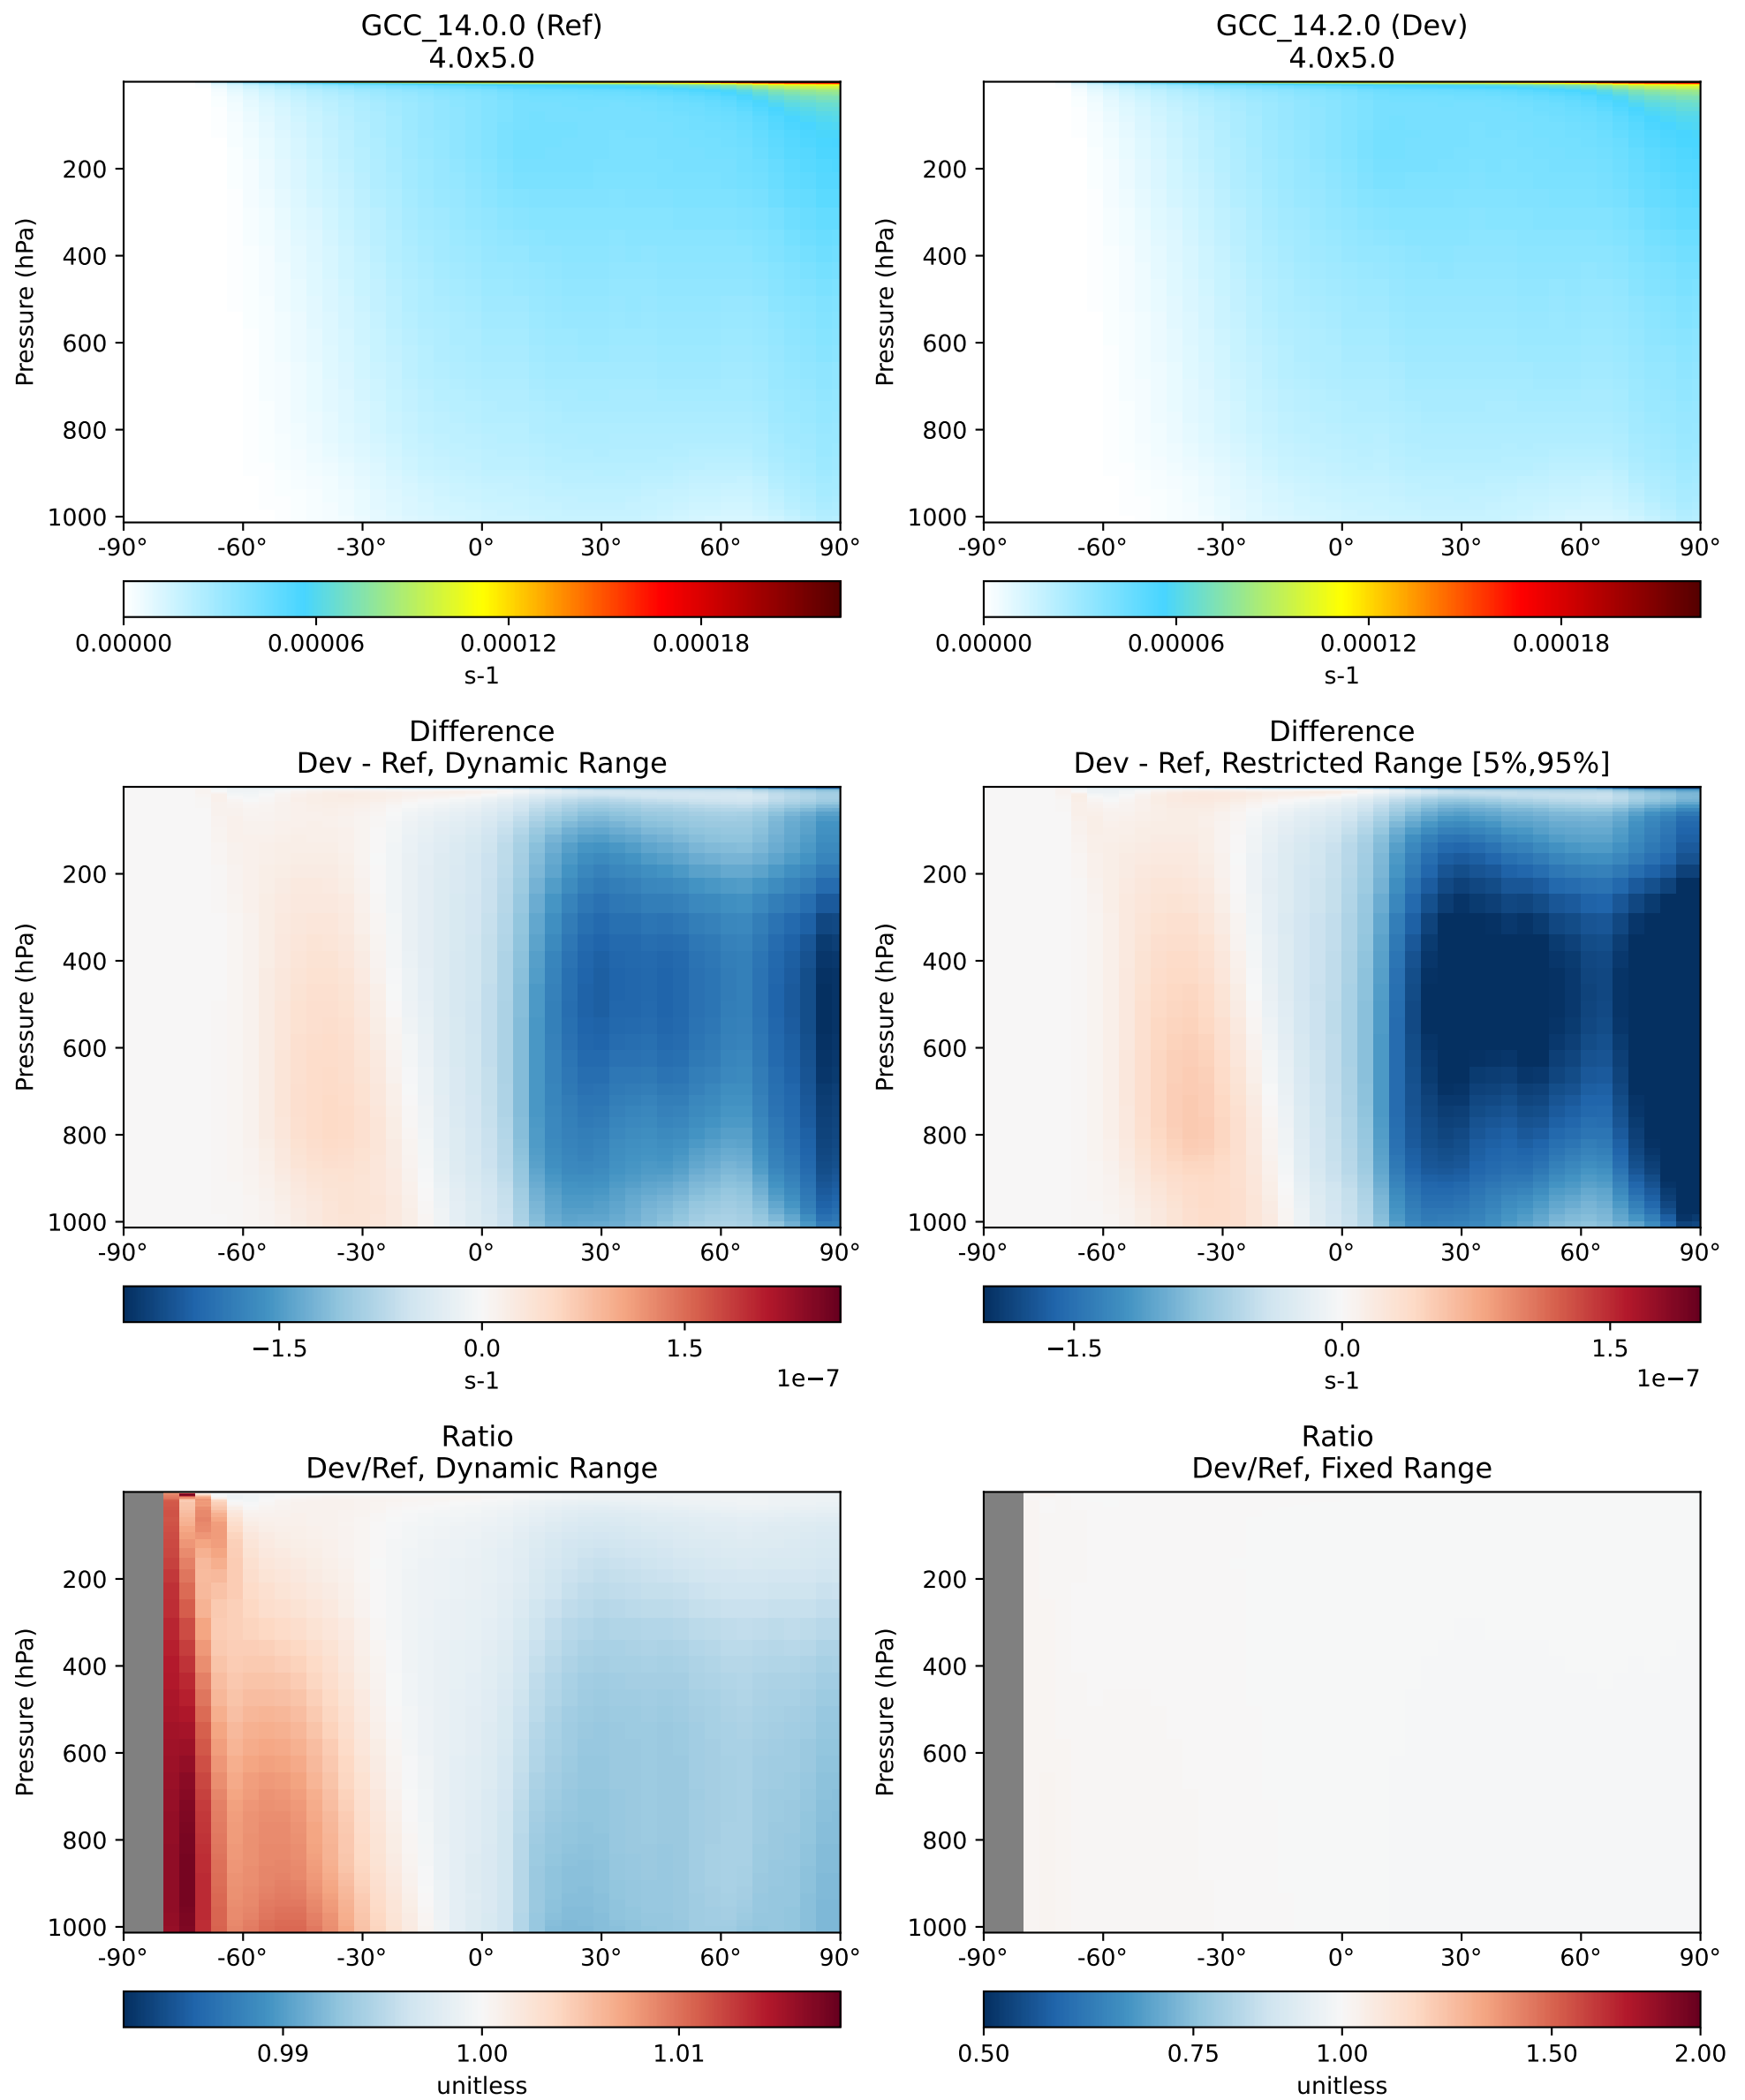 GCC_14.0.0 (Ref)
4.0x5.0
Pressure (hPa)
200
400
600
800
1000
-90° -60° -30° 0° 30° 60° 90°
0.00000 0.00006 0.00012 0.00018
s-1
GCC_14.2.0 (Dev)
4.0x5.0
Pressure (hPa)
200
400
600
800
1000
-90° -60° -30° 0° 30° 60° 90°
0.00000 0.00006 0.00012 0.00018
s-1
Difference
Dev - Ref, Dynamic Range
Pressure (hPa)
200
400
600
800
1000
-90° -60° -30° 0° 30° 60° 90°
−1.5 0.0 1.5
s-1 1e−7
Difference
Dev - Ref, Restricted Range [5%,95%]
Pressure (hPa)
200
400
600
800
1000
-90° -60° -30° 0° 30° 60° 90°
−1.5 0.0 1.5
s-1 1e−7
Ratio
Dev/Ref, Dynamic Range
Pressure (hPa)
200
400
600
800
1000
-90° -60° -30° 0° 30° 60° 90°
0.99 1.00 1.01
unitless
Ratio
Dev/Ref, Fixed Range
Pressure (hPa)
200
400
600
800
1000
-90° -60° -30° 0° 30° 60° 90°
0.50 0.75 1.00 1.50 2.00
unitless